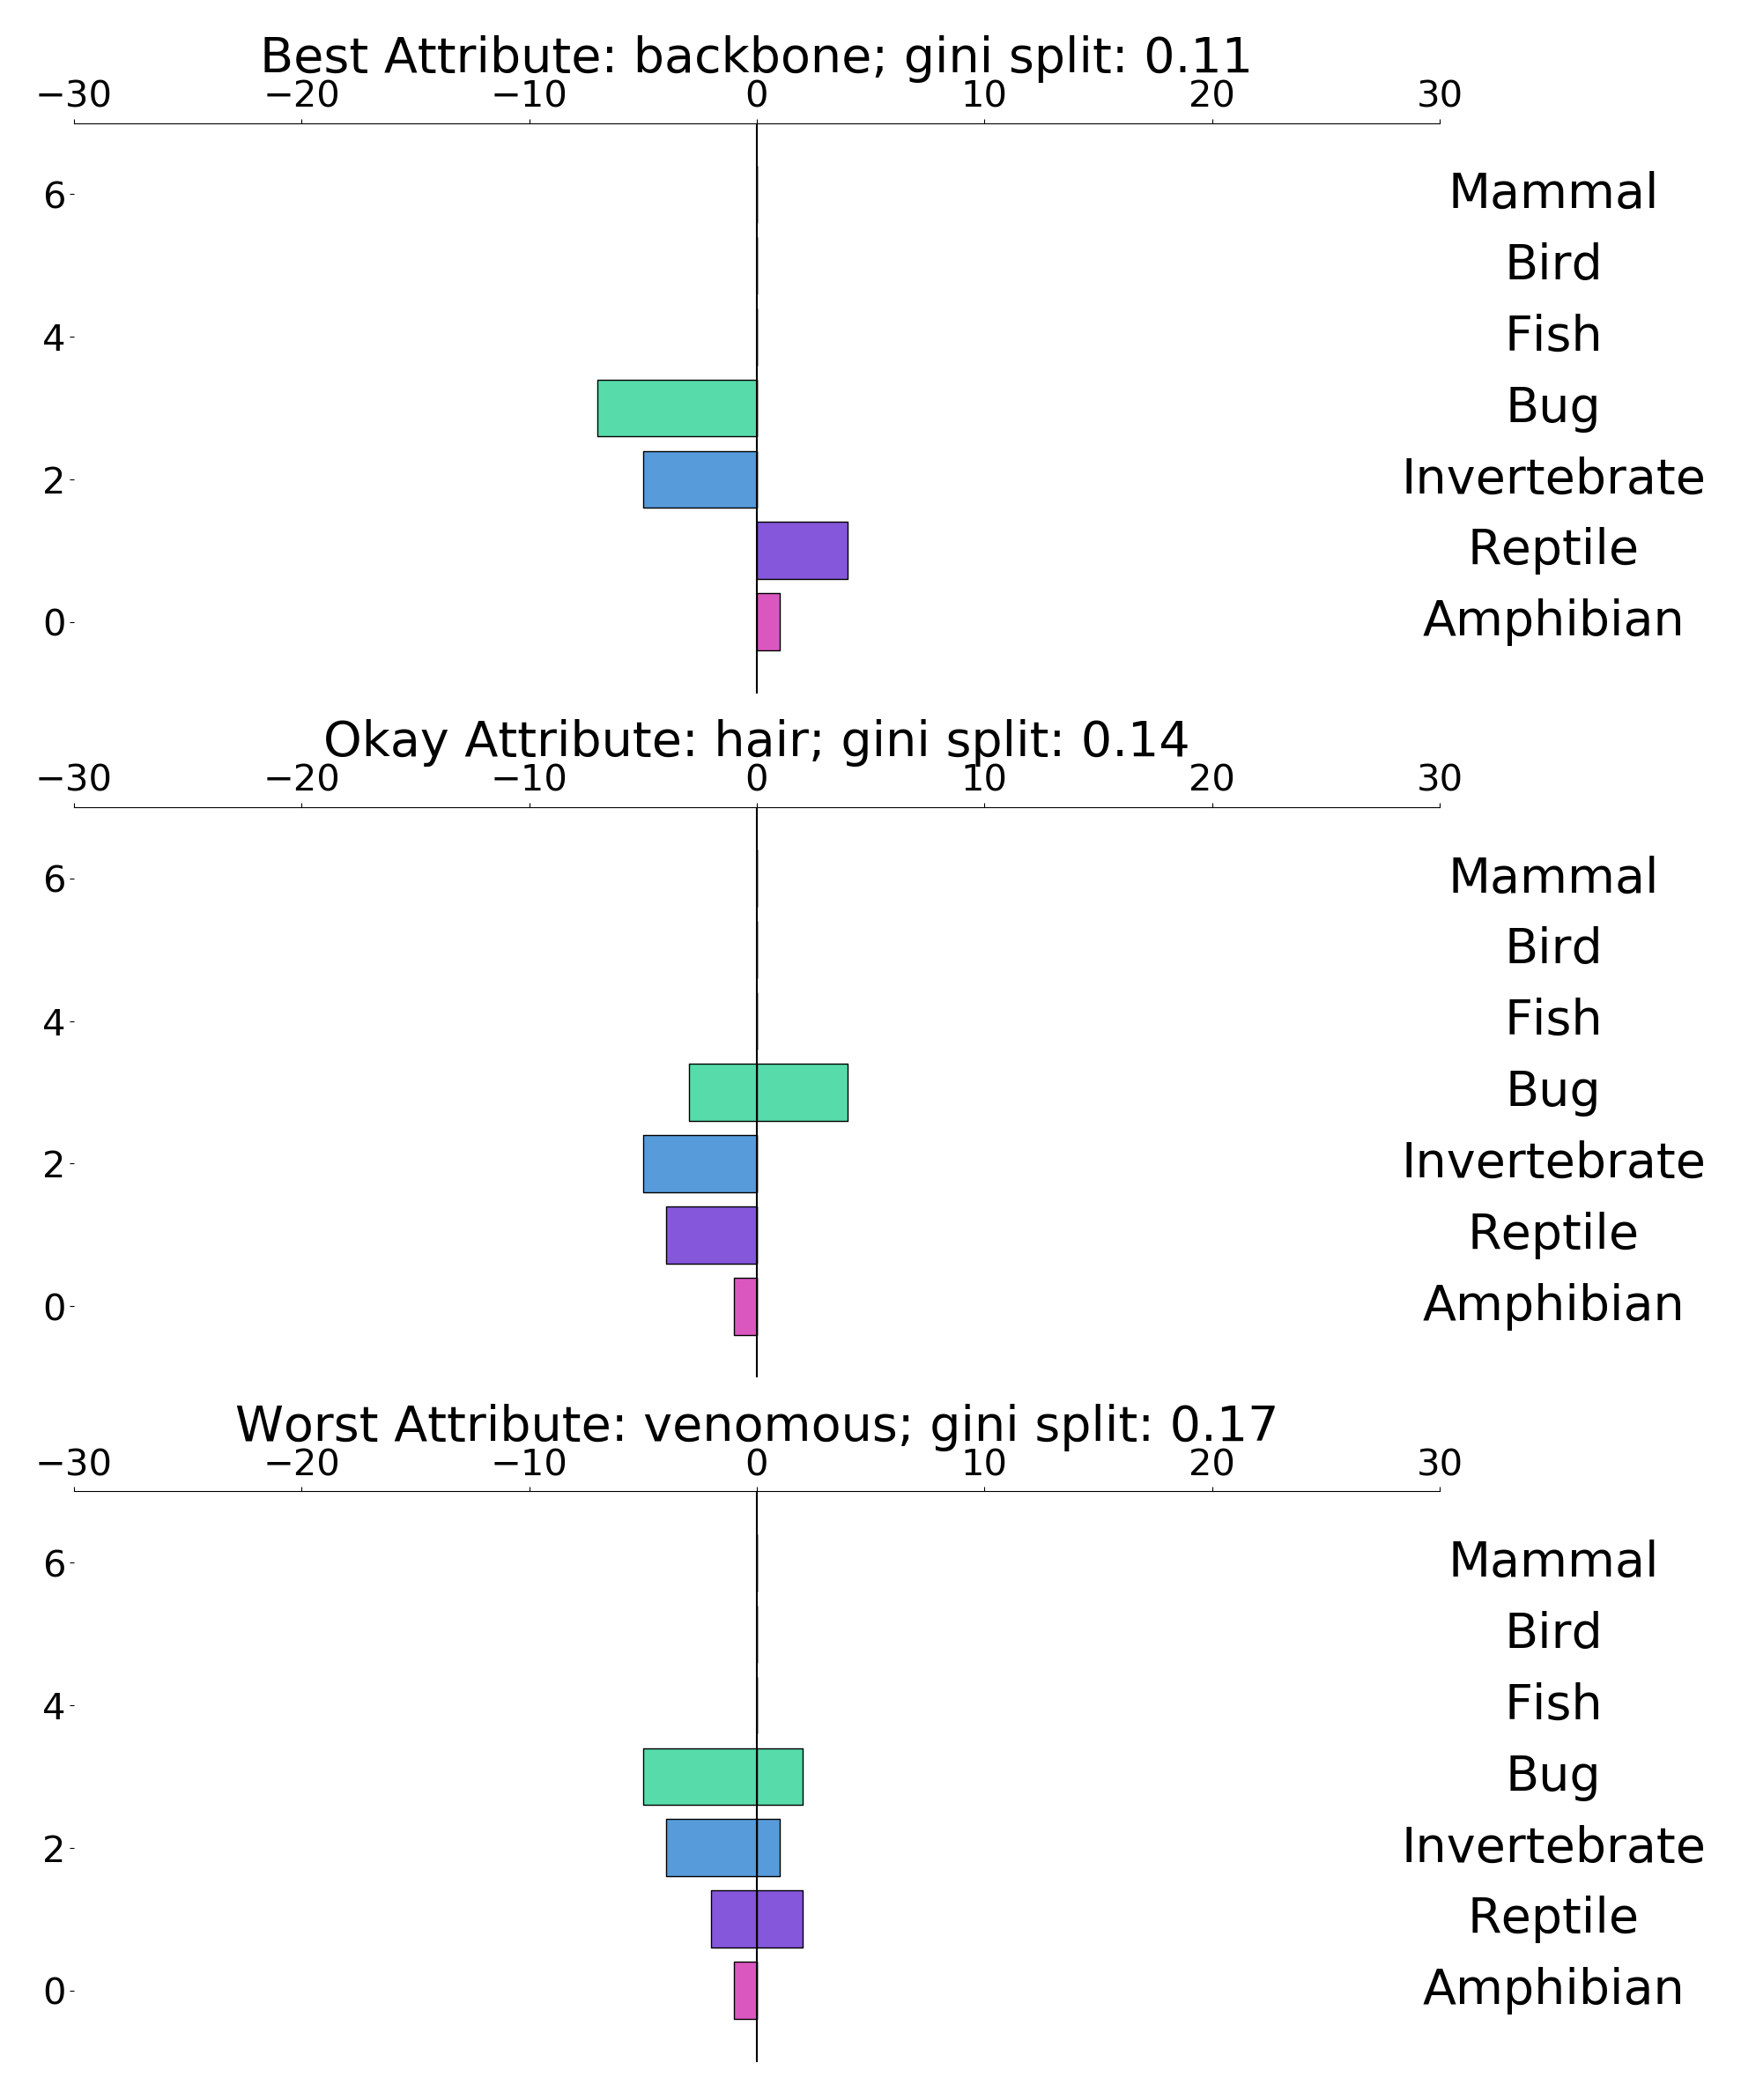 Best Attribute: backbone; gini split: 0.11
−30 −20 −10 0 10 20 30
6 Mammal
Bird
4 Fish
Bug
2 Invertebrate
Reptile
0 Amphibian
Okay Attribute: hair; gini split: 0.14
−30 −20 −10 0 10 20 30
6 Mammal
Bird
4 Fish
Bug
2 Invertebrate
Reptile
0 Amphibian
Worst Attribute: venomous; gini split: 0.17
−30 −20 −10 0 10 20 30
6 Mammal
Bird
4 Fish
Bug
2 Invertebrate
Reptile
0 Amphibian